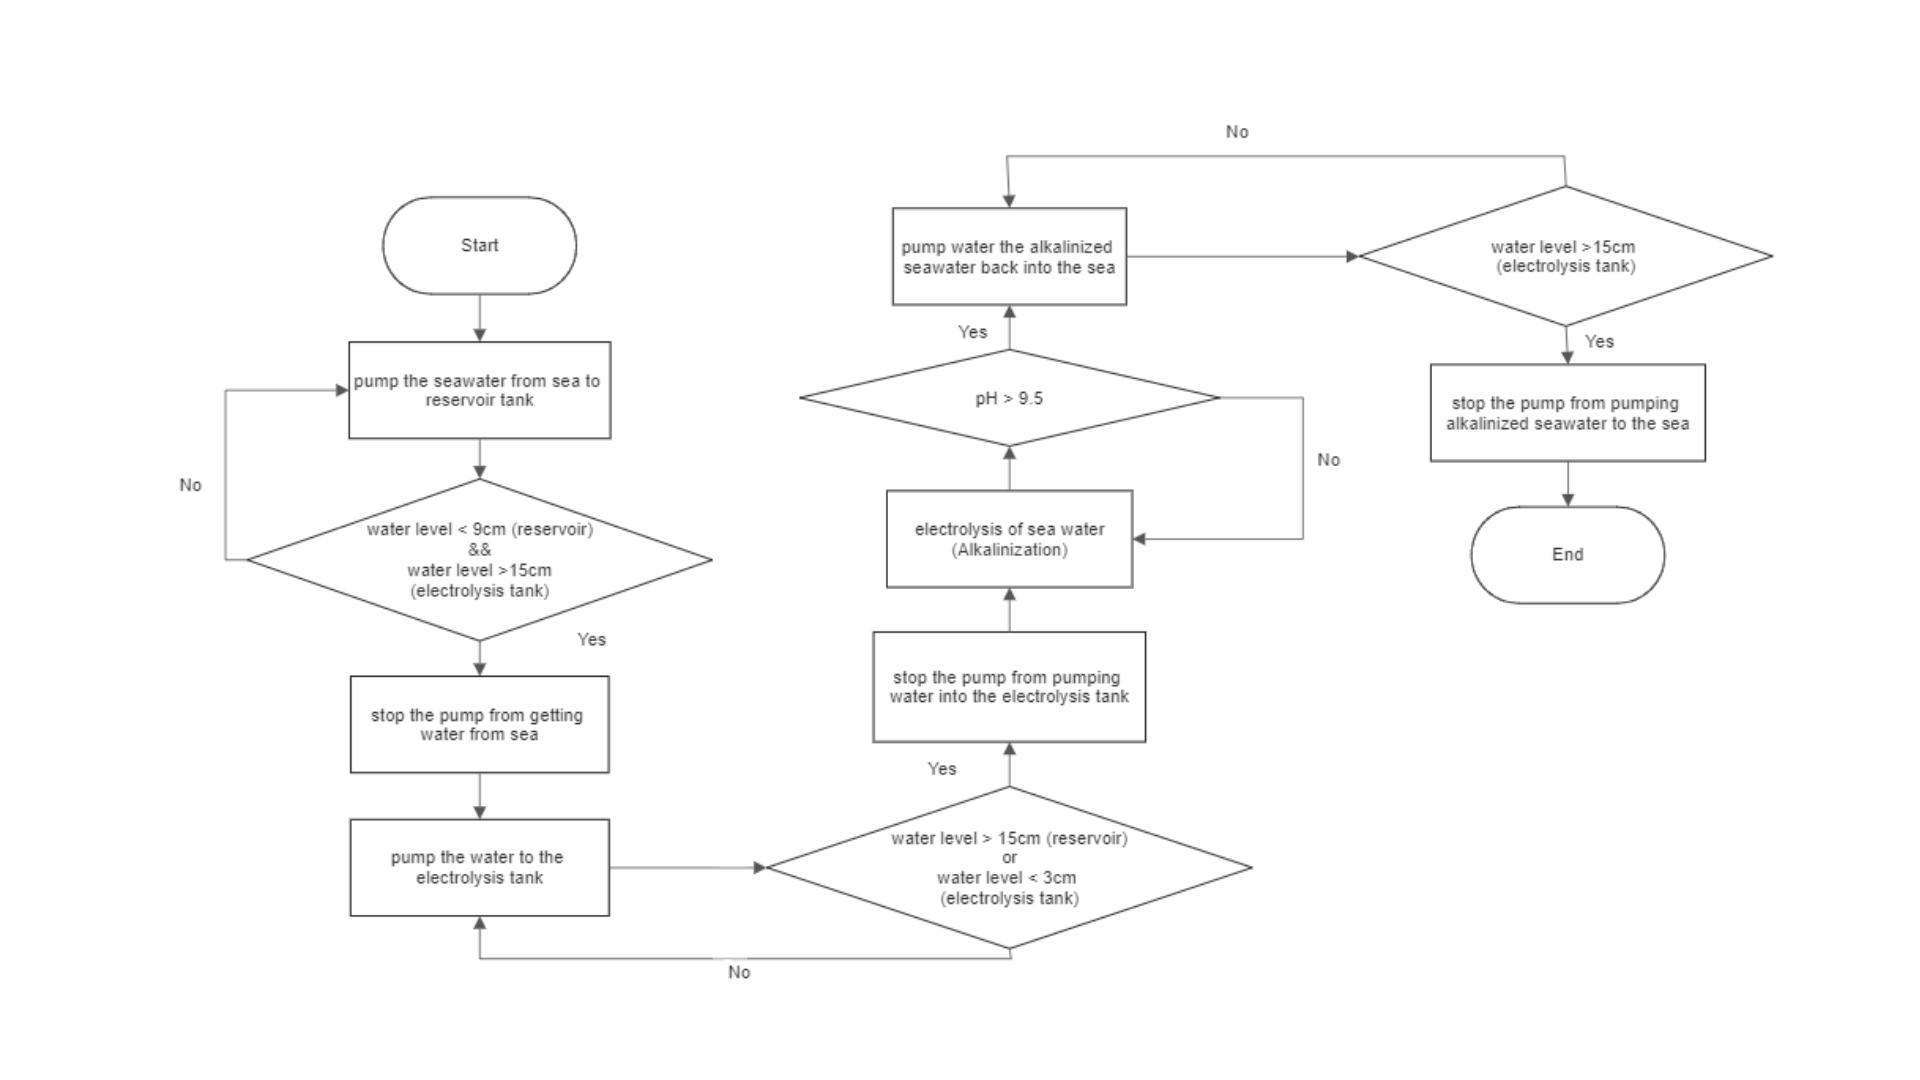 Start
pump the seawater from sea to
reservoir tank
No
water level < 9cm (reservoir)
&&
water level >15cm
(electrolysis tank)
Yes
stop the pump from getting
water from sea
pump the water to the
electrolysis tank
No
water level > 15cm (reservoir)
or
water level < 3cm
(electrolysis tank)
Yes
stop the pump from pumping
water into the electrolysis tank
electrolysis of sea water
(Alkalinization)
pH > 9.5
No
Yes
pump water the alkalinized
seawater back into the sea
No
water level >15cm
(electrolysis tank)
Yes
stop the pump from pumping
alkalinized seawater to the sea
End